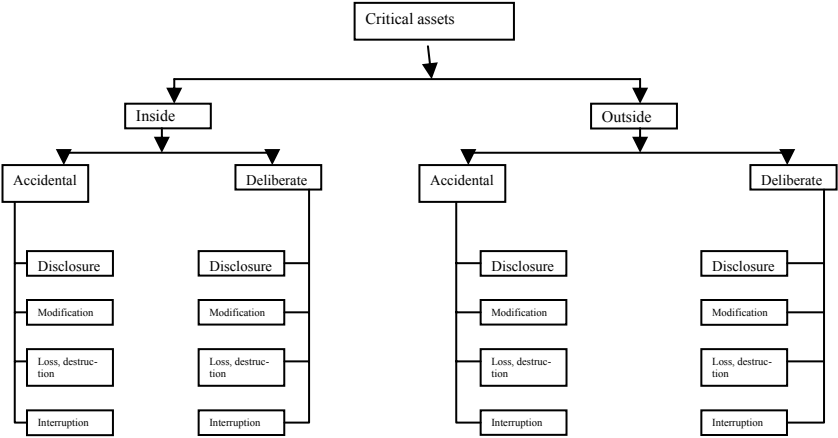 Critical assets
Inside
Outside
Accidental
Deliberate
Accidental
Deliberate
Disclosure
Disclosure
Disclosure
Disclosure
Modification
Modification
Modification
Modification
Loss, destruc-
tion
Loss, destruc-
tion
Loss, destruc-
tion
Loss, destruc-
tion
Interruption
Interruption
Interruption
Interruption